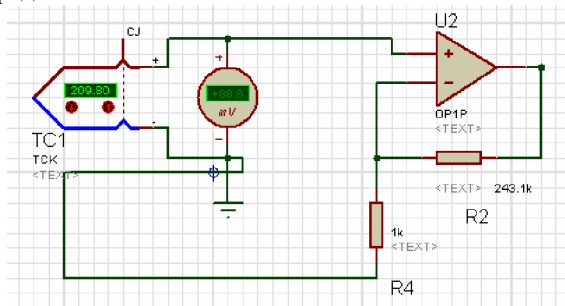 U2
CJ
+
+
+
209.80
+88.8
mV
-
-
-
OP1P
<TEXT>
TC1
TCK
<TEXT>
<TEXT> 243.1k
R2
1k
<TEXT>
R4